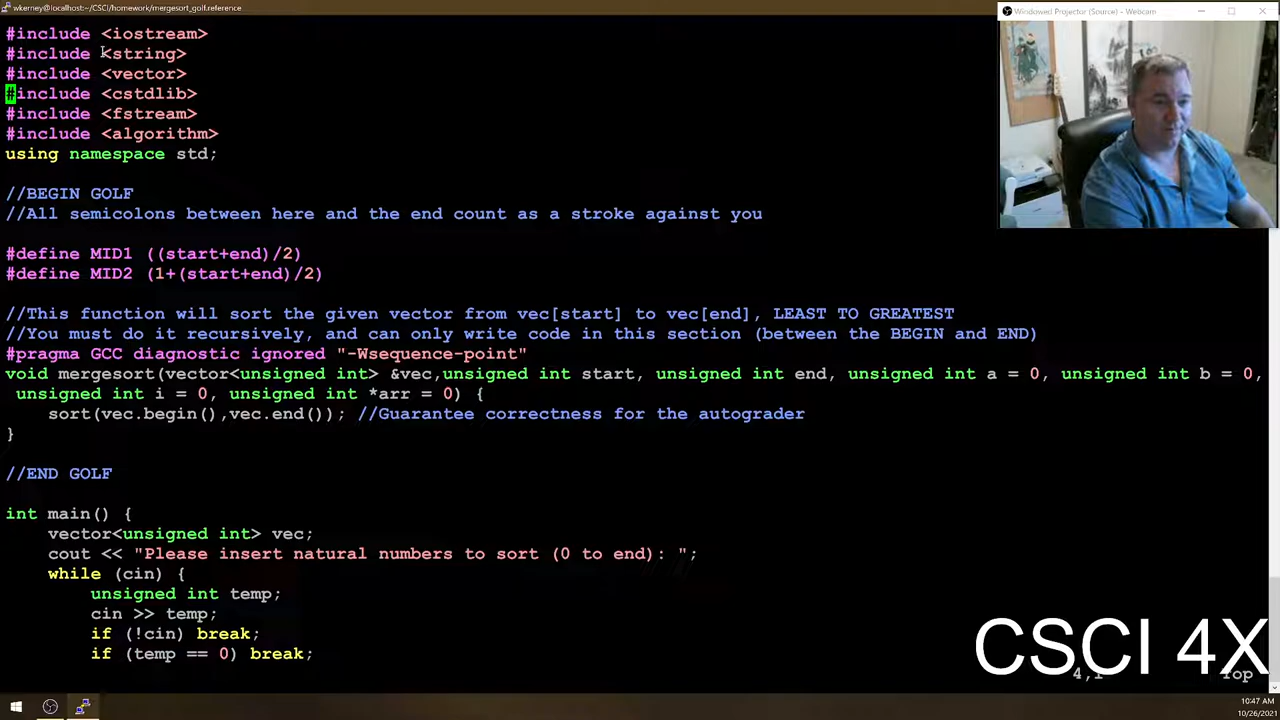 wkerney@localhost:~/CSCI/homework/mergesort_golf.reference
Windowed Projector (Source) - Webcam
#include <iostream>
#include <string>
#include <vector>
#include <cstdlib>
#include <fstream>
#include <algorithm>
using namespace std;
//BEGIN GOLF
//All semicolons between here and the end count as a stroke against you
#define MID1 ((start+end)/2)
#define MID2 (1+(start+end)/2)
//This function will sort the given vector from vec[start] to vec[end], LEAST TO GREATEST
//You must do it recursively, and can only write code in this section (between the BEGIN and END)
#pragma GCC diagnostic ignored "-Wsequence-point"
void mergesort(vector<unsigned int> &vec,unsigned int start, unsigned int end, unsigned int a = 0, unsigned int b = 0,
unsigned int i = 0, unsigned int *arr = 0) {
    sort(vec.begin(),vec.end()); //Guarantee correctness for the autograder
}
//END GOLF
int main() {
    vector<unsigned int> vec;
    cout << "Please insert natural numbers to sort (0 to end): ";
    while (cin) {
        unsigned int temp;
        cin >> temp;
        if (!cin) break;
        if (temp == 0) break;
CSCI 4X
4,1
Top
10:47 AM
10/26/2021